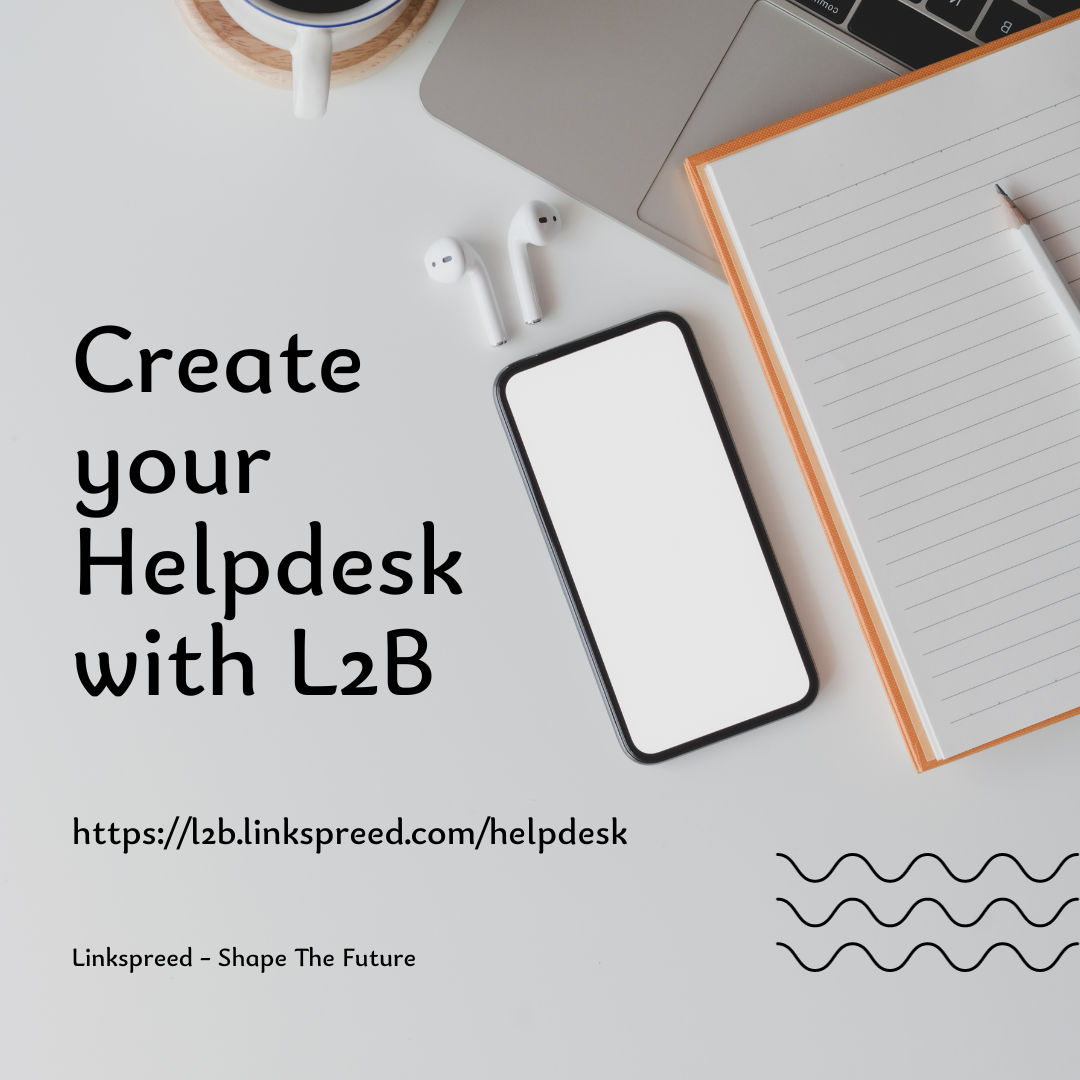 Create
your
Helpdesk
with L2B
https://l2b.linkspreed.com/helpdesk
Linkspreed - Shape The Future